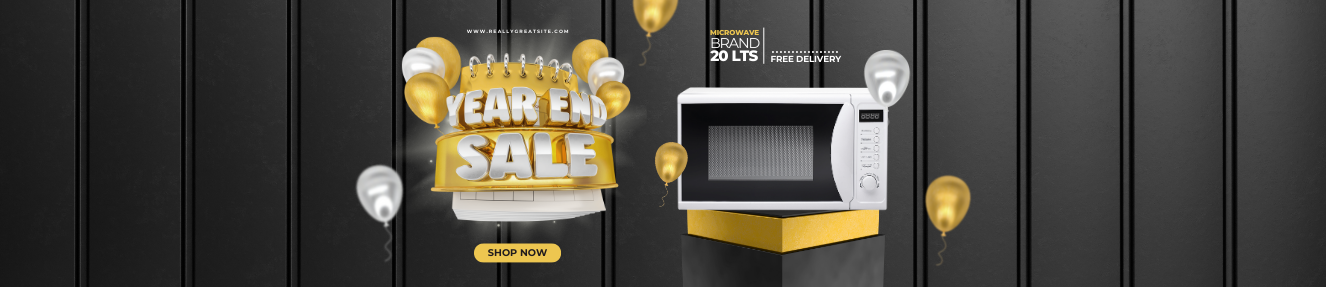 WWW.REALLYGREATSITE.COM
YEAR END
SALE
SHOP NOW
MICROWAVE
BRAND
20 LTS
FREE DELIVERY